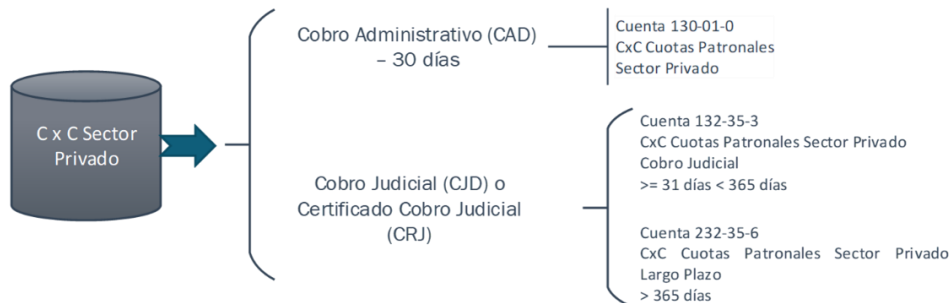 C x C Sector
Privado
Cobro Administrativo (CAD)
– 30 días
Cuenta 130-01-0
CxC Cuotas Patronales
Sector Privado
Cobro Judicial (CJD) o
Certificado Cobro Judicial
(CRJ)
Cuenta 132-35-3
CxC Cuotas Patronales Sector Privado
Cobro Judicial
>= 31 días < 365 días
Cuenta 232-35-6
CxC Cuotas Patronales Sector Privado
Largo Plazo
> 365 días